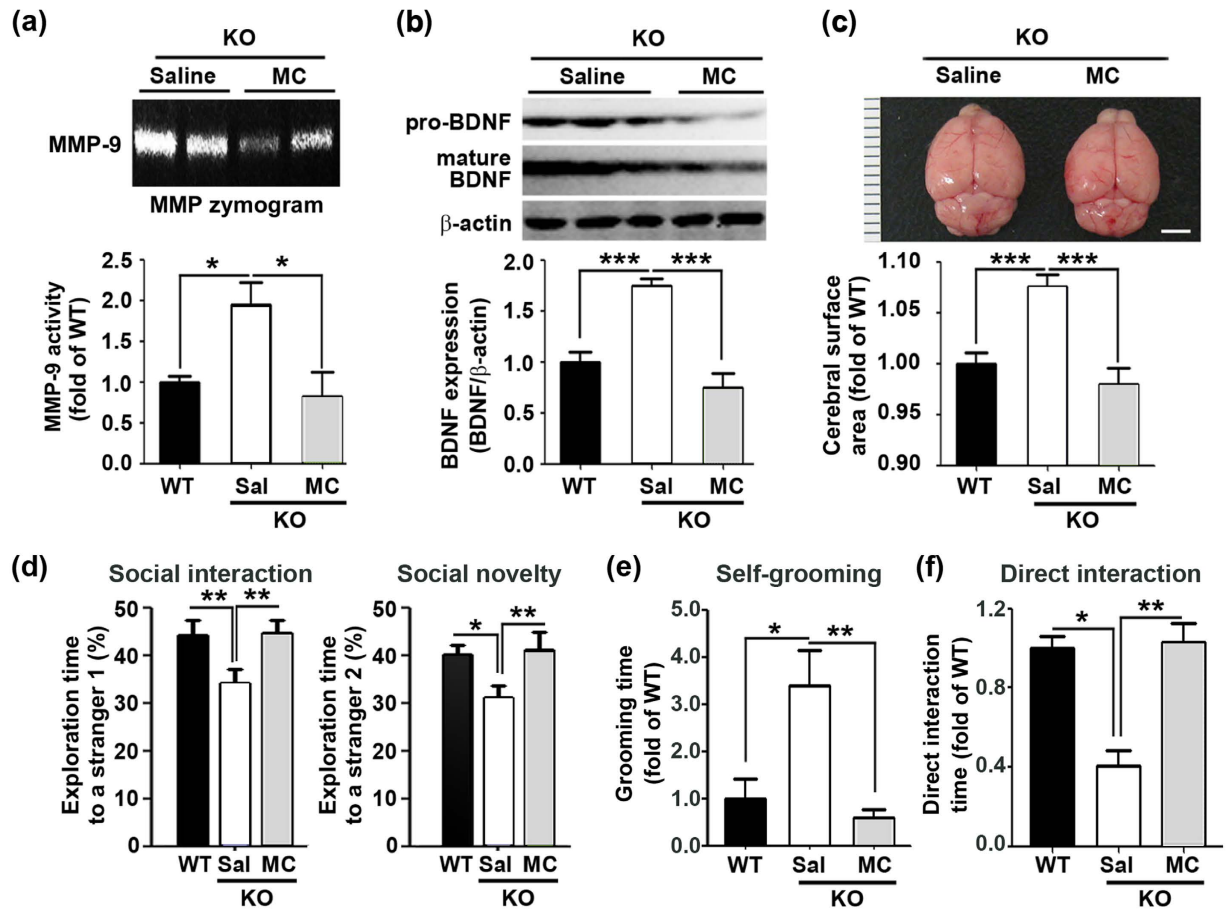 (a)
KO
Saline MC
MMP-9
MMP zymogram
MMP-9 activity
(fold of WT)
2.5
2.0
1.5
1.0
0.5
0.0
* *
WT Sal MC
KO
(b)
KO
Saline MC
pro-BDNF
mature
BDNF
β-actin
BDNF expression
(BDNF/β-actin)
2.0
1.5
1.0
0.5
0.0
*** ***
WT Sal MC
KO
(c)
KO
Saline MC
Cerebral surface
area (fold of WT)
1.10
1.05
1.00
0.95
0.90
*** ***
WT Sal MC
KO
(d)
Social interaction
Exploration time
to a stranger 1 (%)
50
40
30
20
10
0
** **
WT Sal MC
KO
Social novelty
Exploration time
to a stranger 2 (%)
50
40
30
20
10
0
* **
WT Sal MC
KO
(e)
Self-grooming
Grooming time
(fold of WT)
5.0
4.0
3.0
2.0
1.0
0.0
* **
WT Sal MC
KO
(f)
Direct interaction
Direct interaction
time (fold of WT)
1.2
0.8
0.4
0.0
* **
WT Sal MC
KO